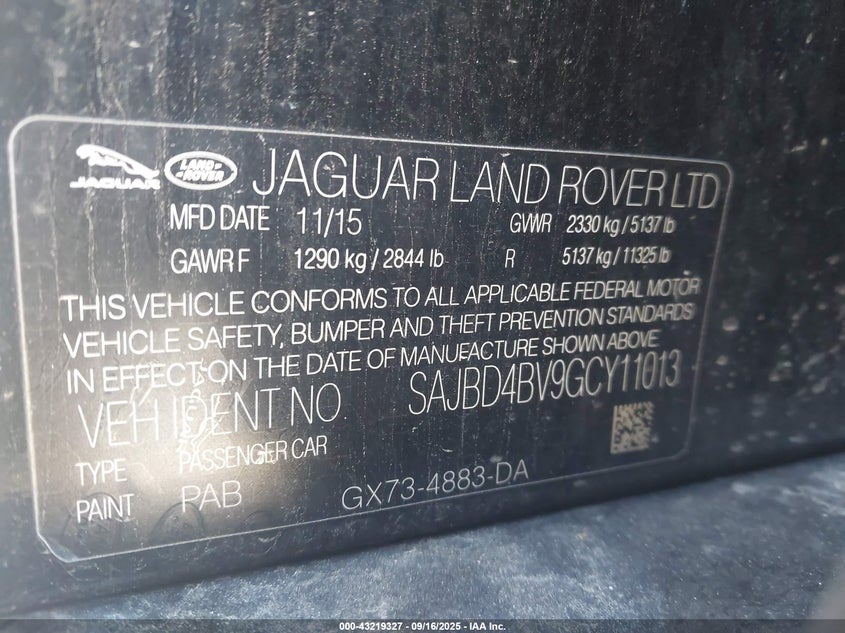 JAGUAR LAND ROVER JAGUAR LAND ROVER LTD
MFD DATE 11/15 GVWR 2330 kg / 5137 lb
GAWR F 1290 kg / 2844 lb R 5137 kg / 11325 lb
THIS VEHICLE CONFORMS TO ALL APPLICABLE FEDERAL MOTOR
VEHICLE SAFETY, BUMPER AND THEFT PREVENTION STANDARDS
IN EFFECT ON THE DATE OF MANUFACTURE SHOWN ABOVE
VEH IDENT NO SAJBD4BV9GCY11013
TYPE PASSENGER CAR
PAINT PAB GX73-4883-DA
000-43219327 - 09/16/2025 - IAA Inc.